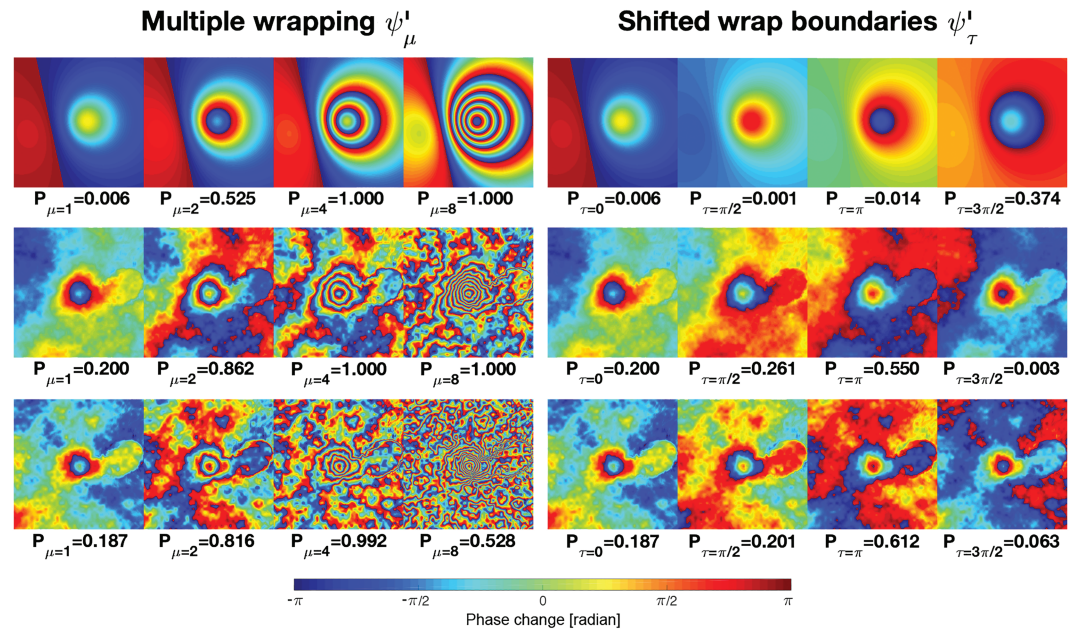 Multiple wrapping ψ'μ Shifted wrap boundaries ψ'τ
Pμ=1=0.006 Pμ=2=0.525 Pμ=4=1.000 Pμ=8=1.000 Pτ=0=0.006 Pτ=π/2=0.001 Pτ=π=0.014 Pτ=3π/2=0.374
Pμ=1=0.200 Pμ=2=0.862 Pμ=4=1.000 Pμ=8=1.000 Pτ=0=0.200 Pτ=π/2=0.261 Pτ=π=0.550 Pτ=3π/2=0.003
Pμ=1=0.187 Pμ=2=0.816 Pμ=4=0.992 Pμ=8=0.528 Pτ=0=0.187 Pτ=π/2=0.201 Pτ=π=0.612 Pτ=3π/2=0.063
-π -π/2 0 π/2 π
Phase change [radian]